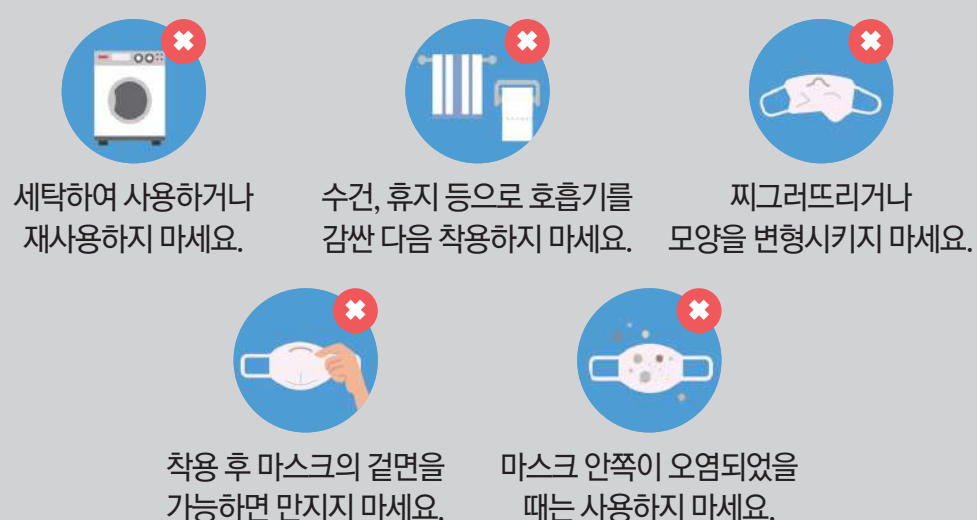 세탁하여 사용하거나
재사용하지 마세요.
수건, 휴지 등으로 호흡기를
감싼 다음 착용하지 마세요.
찌그러뜨리거나
모양을 변형시키지 마세요.
착용 후 마스크의 겉면을
가능하면 만지지 마세요.
마스크 안쪽이 오염되었을
때는 사용하지 마세요.